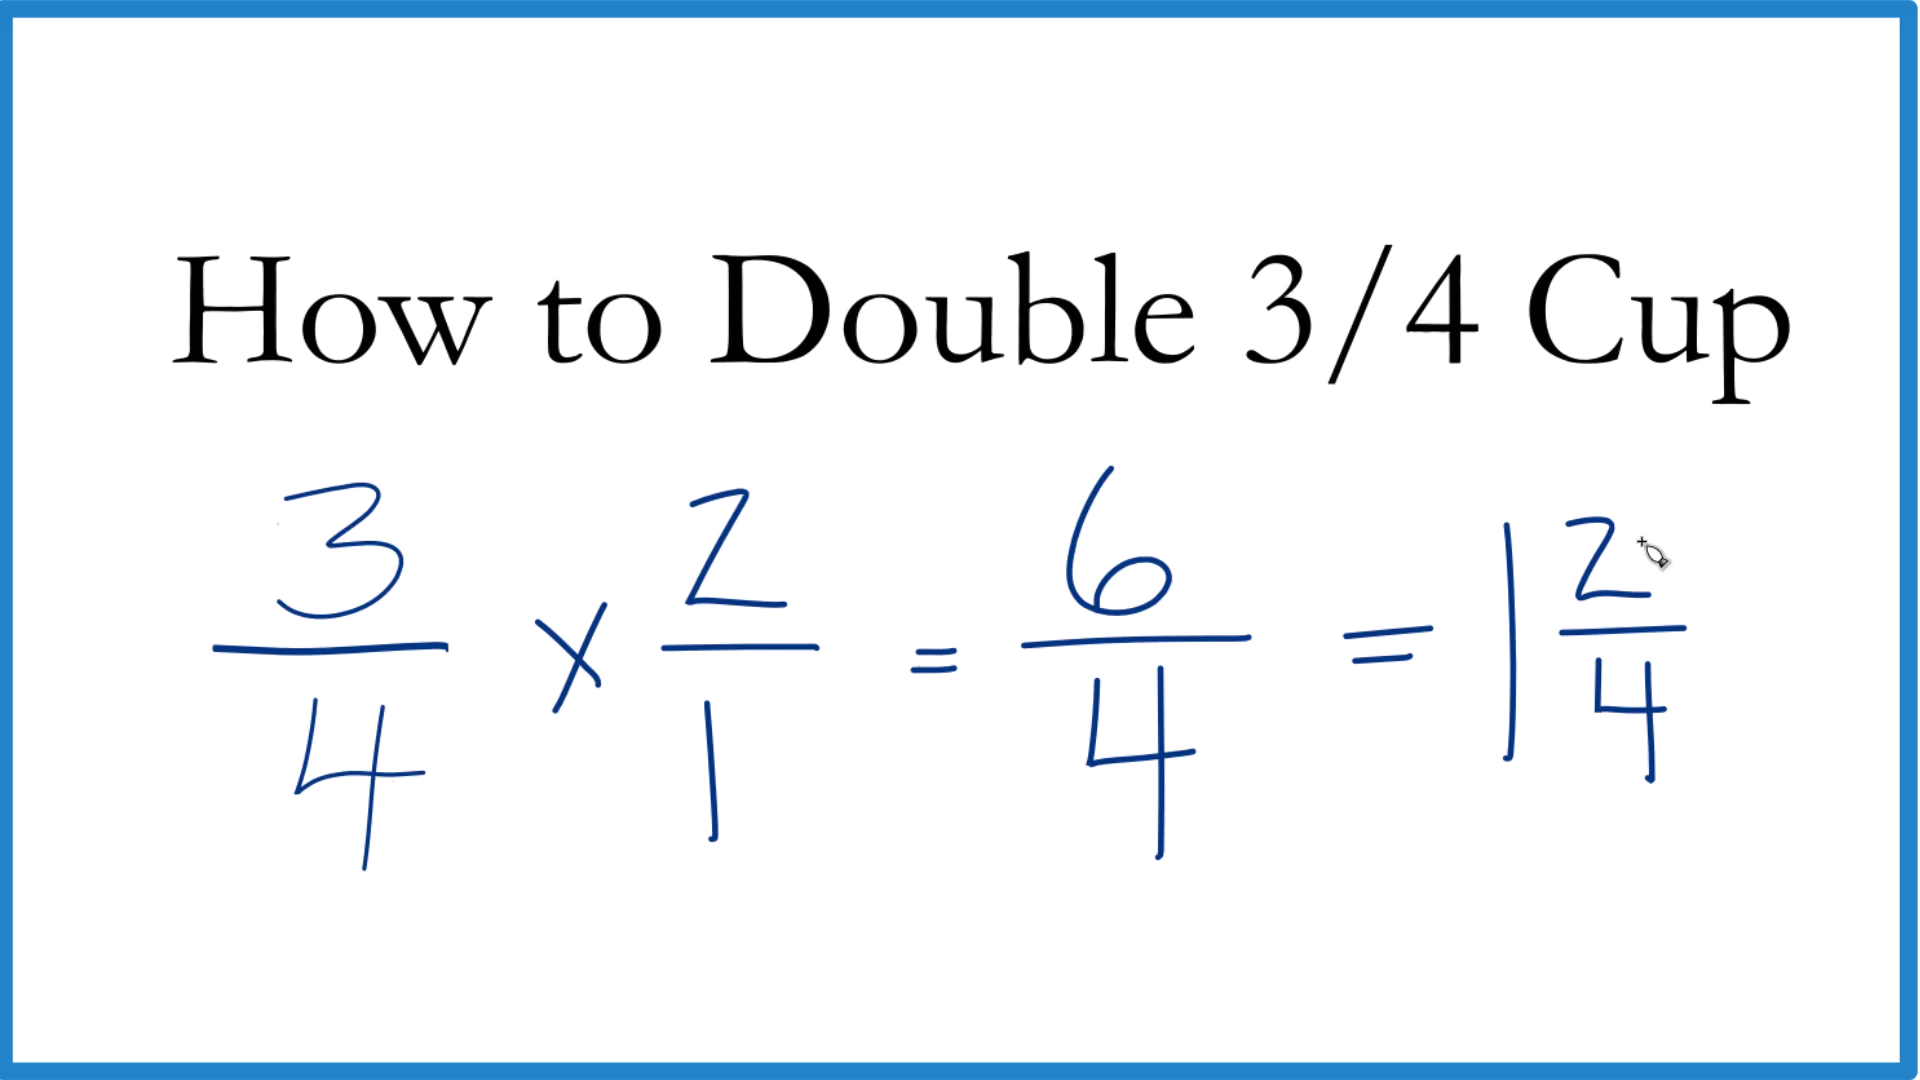 How to Double 3/4 Cup
3/4 x 2/1 = 6/4 = 1 2/4